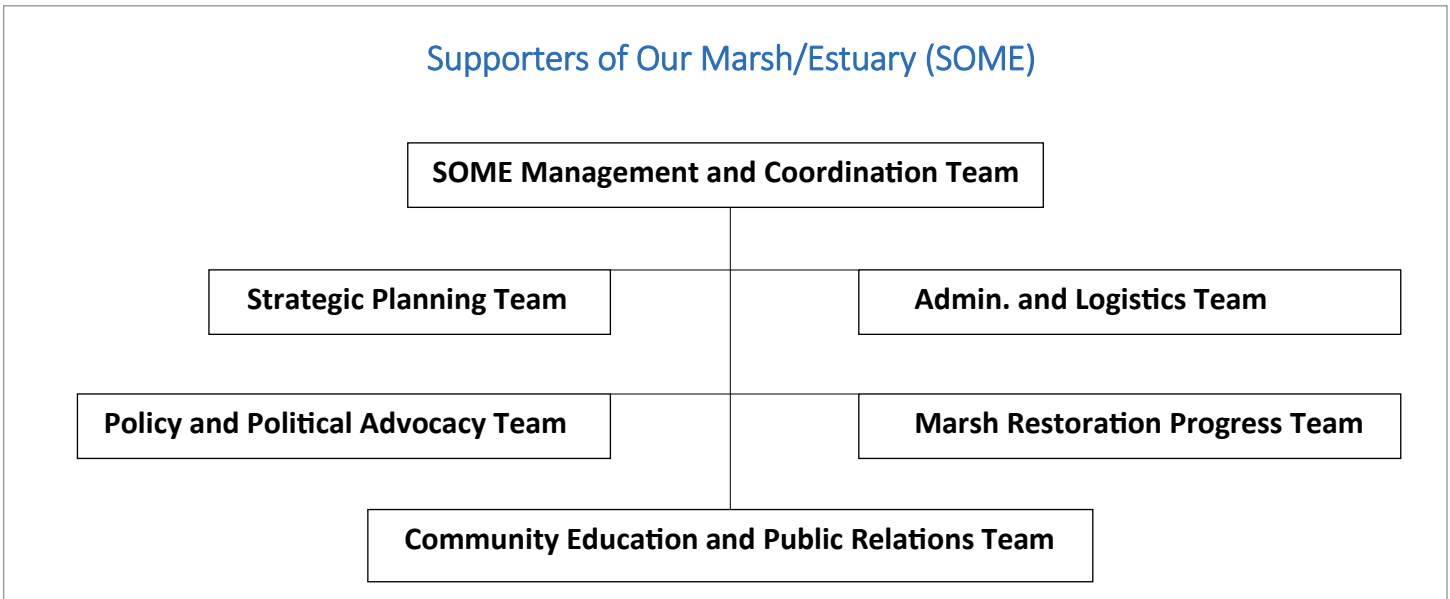 Supporters of Our Marsh/Estuary (SOME)
SOME Management and Coordination Team
Strategic Planning Team
Admin. and Logistics Team
Policy and Political Advocacy Team
Marsh Restoration Progress Team
Community Education and Public Relations Team